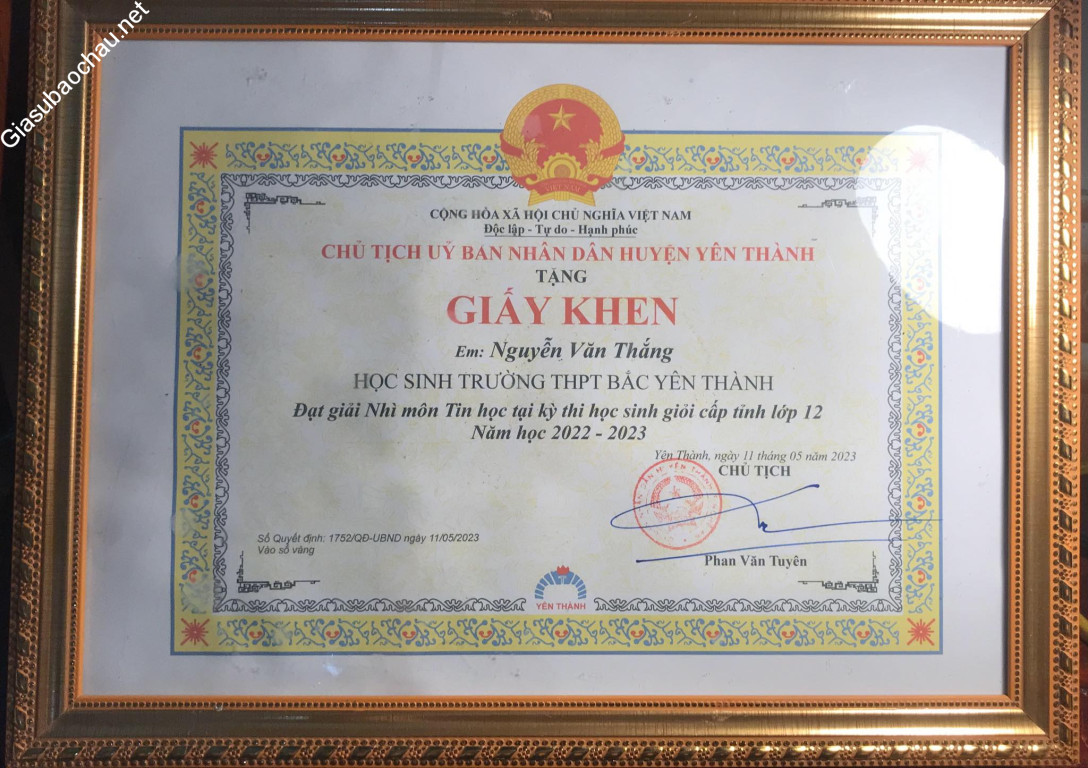 Giasubaochau.net
VIỆT NAM
CỘNG HÒA XÃ HỘI CHỦ NGHĨA VIỆT NAM
Độc lập - Tự do - Hạnh phúc
CHỦ TỊCH UỶ BAN NHÂN DÂN HUYỆN YÊN THÀNH
TẶNG
GIẤY KHEN
Em: Nguyễn Văn Thắng
HỌC SINH TRƯỜNG THPT BẮC YÊN THÀNH
Đạt giải Nhì môn Tin học tại kỳ thi học sinh giỏi cấp tỉnh lớp 12
Năm học 2022 - 2023
Yên Thành, ngày 11 tháng 05 năm 2023
CHỦ TỊCH
Số Quyết định: 1752/QĐ-UBND ngày 11/05/2023
Vào sổ vàng
Phan Văn Tuyên
YÊN THÀNH